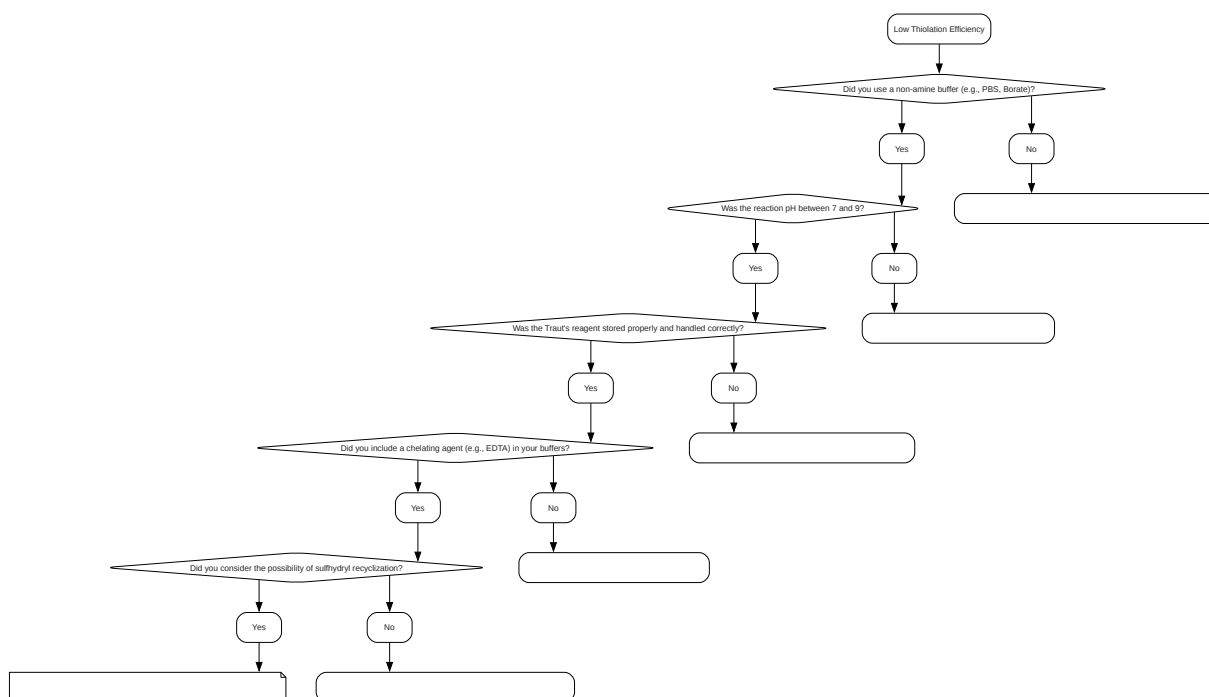 Low Thiolation Efficiency
Did you use a non-amine buffer (e.g., PBS, Borate)?
Yes
No
Was the reaction pH between 7 and 9?
Yes
No
Was the Traut's reagent stored properly and handled correctly?
Yes
No
Did you include a chelating agent (e.g., EDTA) in your buffers?
Yes
No
Did you consider the possibility of sulfhydryl recyclization?
Yes
No